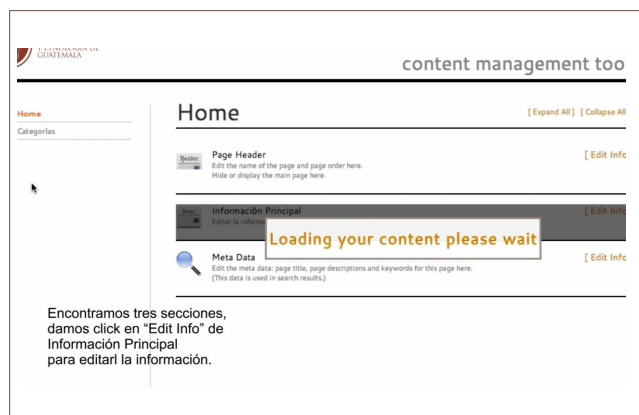 GUATEMALA
content management too
Home
Categorías
Home
[ Expand All ] [ Collapse All
Header
Page Header
[ Edit Info
Edit the name of the page and page order here.
Hide or display the main page here.
Información Principal
[ Edit Info
Editar la informa
Loading your content please wait
Meta Data
[ Edit Info
Edit the meta data: page title, page descriptions and keywords for this page here.
(This data is used in search results.)
Encontramos tres secciones,
damos click en “Edit Info” de
Información Principal
para editarl la información.